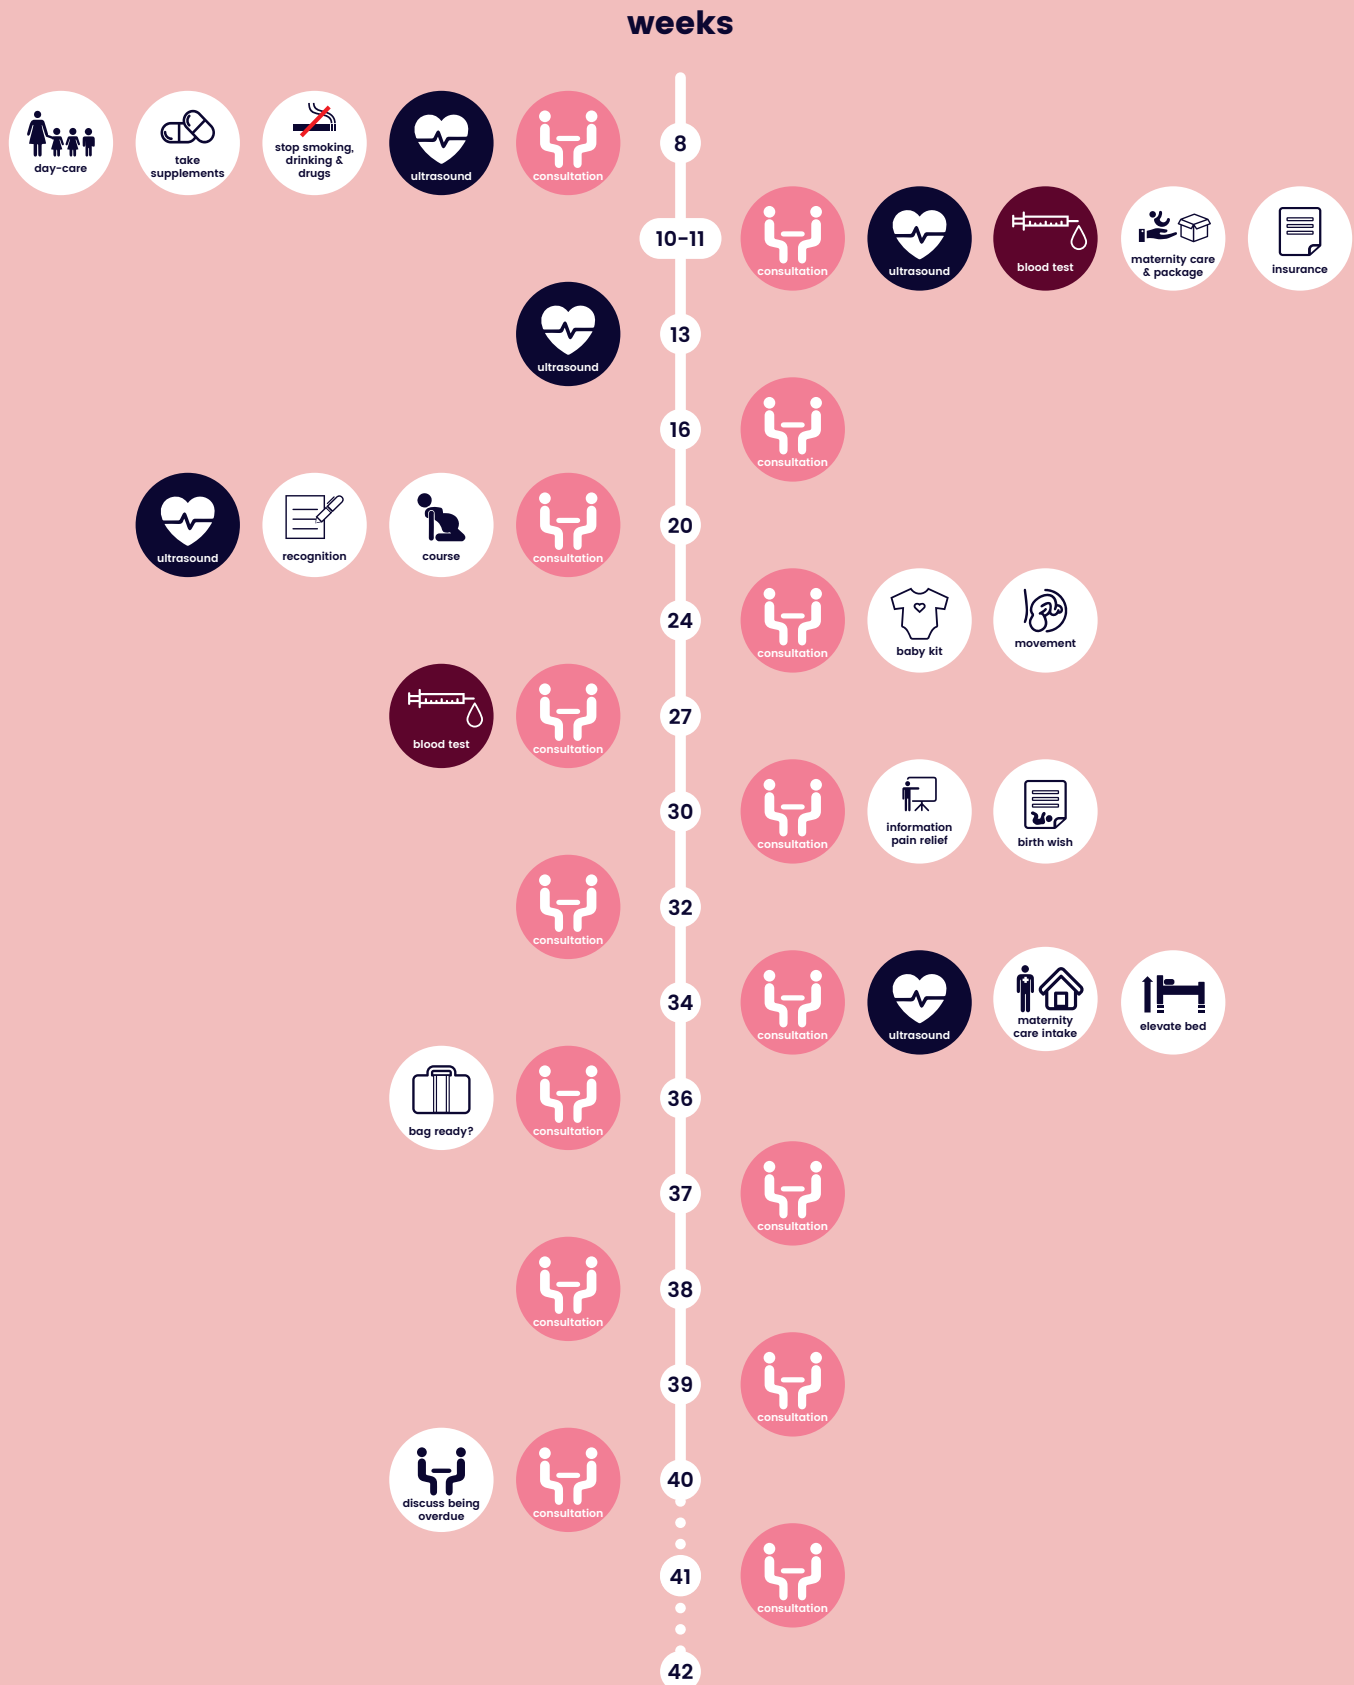 weeks
day-care
take
supplements
stop smoking,
drinking &
drugs
ultrasound
consultation
8
10-11
consultation
ultrasound
blood test
maternity care
& package
insurance
ultrasound
13
16
consultation
ultrasound
recognition
course
consultation
20
24
consultation
baby kit
movement
blood test
consultation
27
30
consultation
information
pain relief
birth wish
consultation
32
34
consultation
ultrasound
maternity
care intake
elevate bed
bag ready?
consultation
36
37
consultation
consultation
38
39
consultation
discuss being
overdue
consultation
40
41
consultation
42